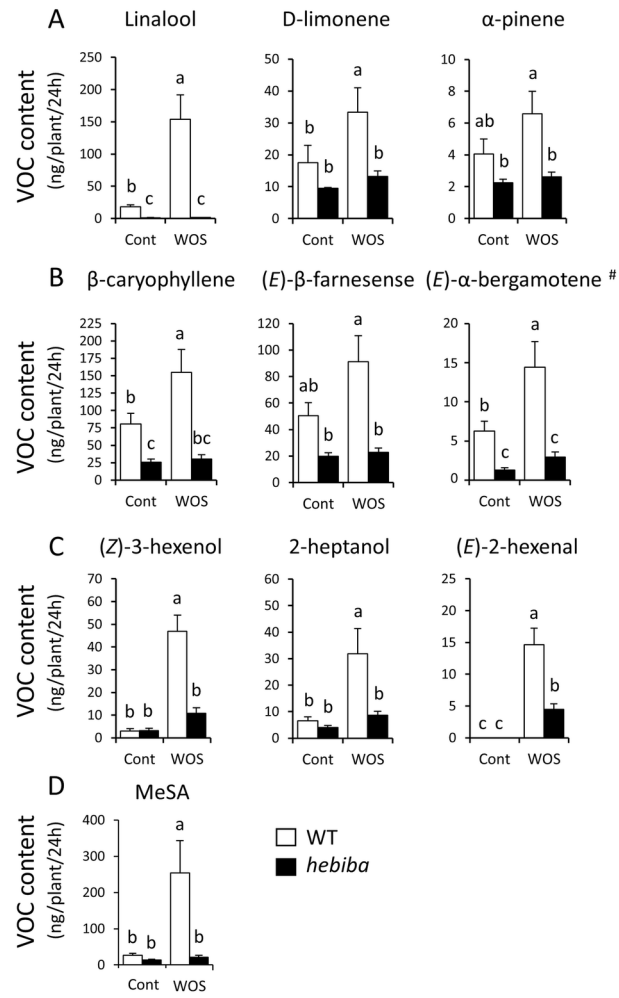 A Linalool D-limonene α-pinene
VOC content
(ng/plant/24h)
250
200
150
100
50
0
b c a c
Cont WOS
50
40
30
20
10
0
b b a b
Cont WOS
10
8
6
4
2
0
ab b a b
Cont WOS
B β-caryophyllene (E)-β-farnesense (E)-α-bergamotene #
VOC content
(ng/plant/24h)
225
200
175
150
125
100
75
50
25
0
b c a bc
Cont WOS
120
100
80
60
40
20
0
ab b a b
Cont WOS
20
15
10
5
0
b c a c
Cont WOS
C (Z)-3-hexenol 2-heptanol (E)-2-hexenal
VOC content
(ng/plant/24h)
70
60
50
40
30
20
10
0
b b a b
Cont WOS
60
50
40
30
20
10
0
b b a b
Cont WOS
25
20
15
10
5
0
c c a b
Cont WOS
D MeSA
VOC content
(ng/plant/24h)
400
300
200
100
0
b b a b
Cont WOS
WT
hebiba